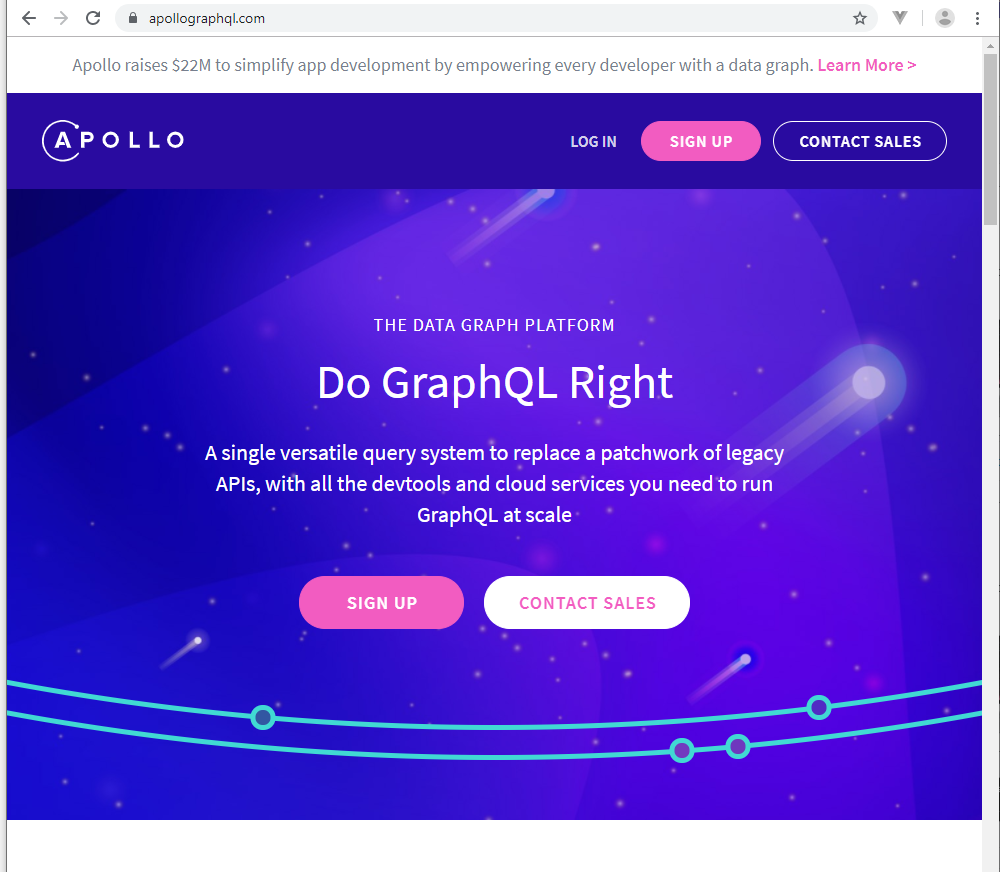 apollographql.com
Apollo raises $22M to simplify app development by empowering every developer with a data graph. Learn More >
APOLLO
LOG IN
SIGN UP
CONTACT SALES
THE DATA GRAPH PLATFORM
Do GraphQL Right
A single versatile query system to replace a patchwork of legacy
APIs, with all the devtools and cloud services you need to run
GraphQL at scale
SIGN UP
CONTACT SALES